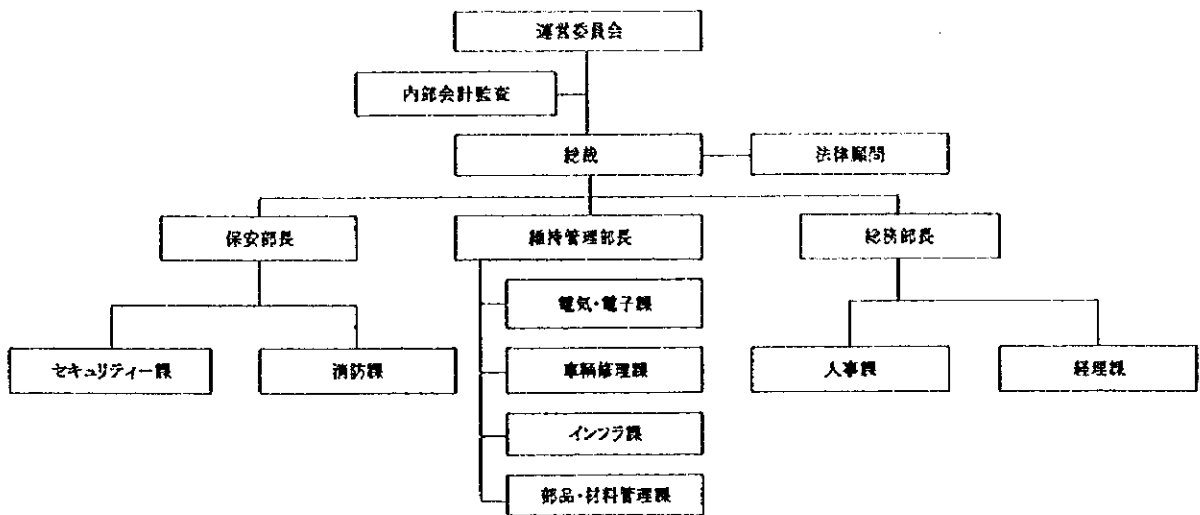 運営委員会
内部会計監査
総裁
法律顧問
保安部長
維持管理部長
総務部長
電気・電子課
セキュリティー課
消防課
車輌修理課
人事課
経理課
インフラ課
部品・材料管理課